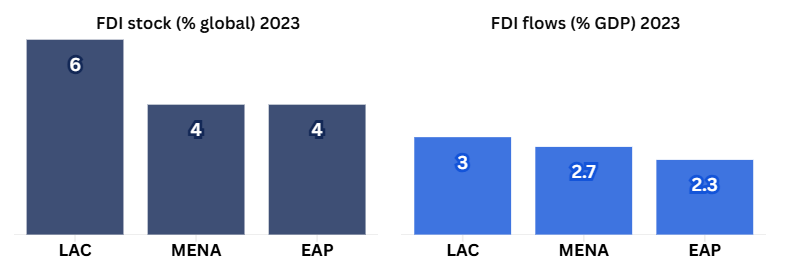 FDI stock (% global) 2023
6
4
4
LAC
MENA
EAP
FDI flows (% GDP) 2023
3
2.7
2.3
LAC
MENA
EAP